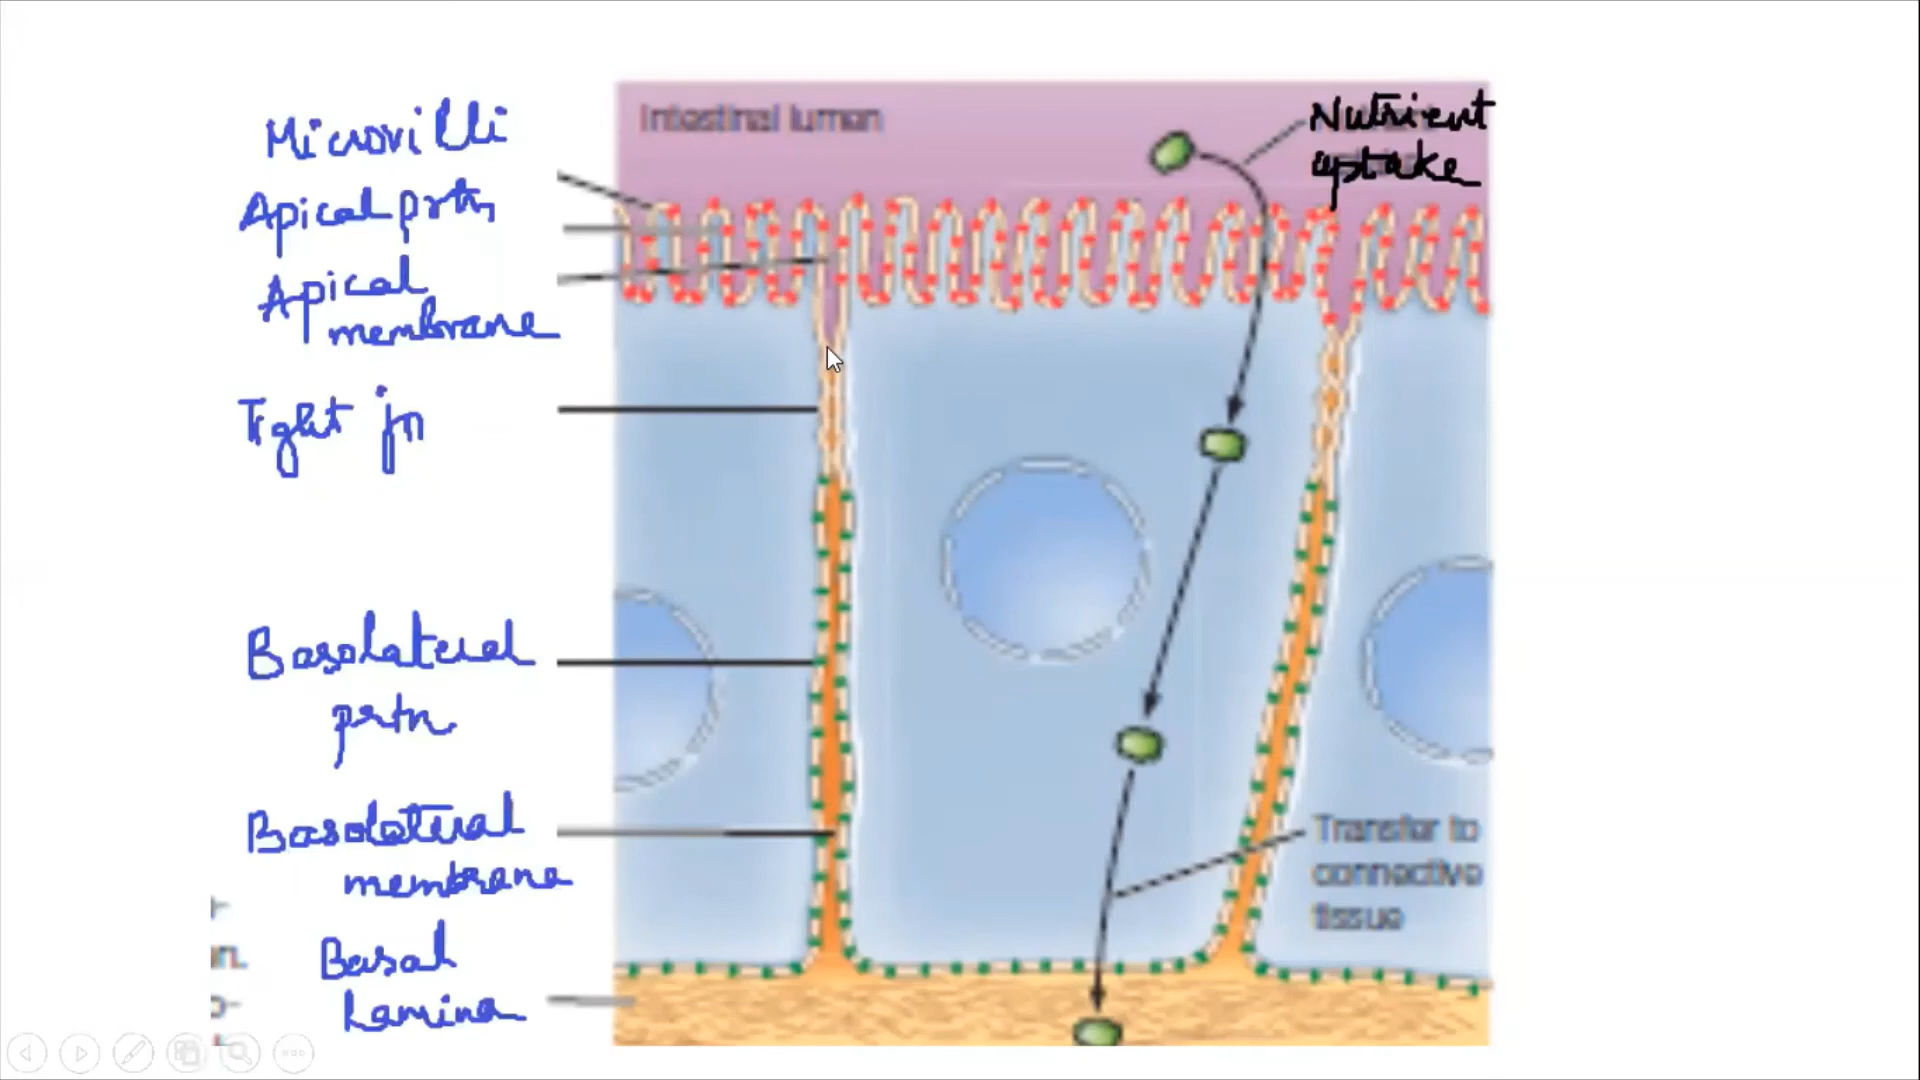 Microvilli
Apical prtn
Apical
membrane
Tight jn
Basolateral
prtn
Basolateral
membrane
Basal
Lamina
Intestinal lumen
Nutrient
uptake
Transfer to
connective
tissue